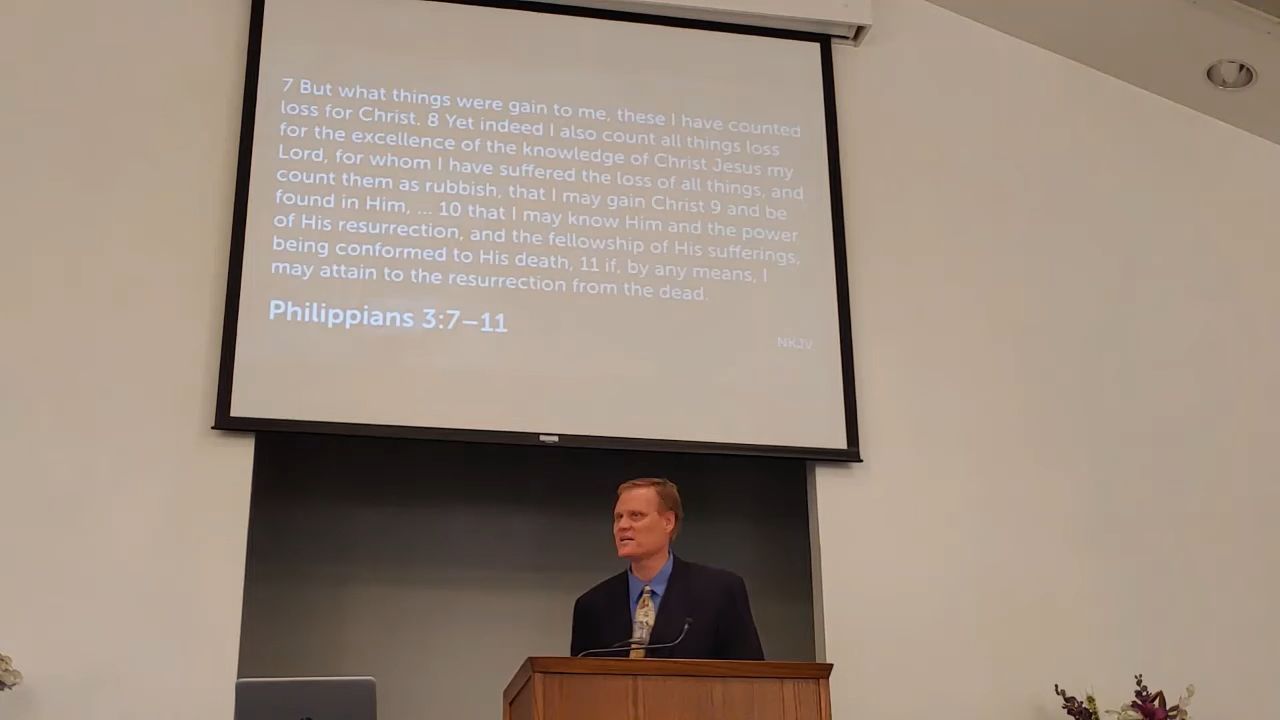 7 But what things were gain to me, these I have counted
loss for Christ. 8 Yet indeed I also count all things loss
for the excellence of the knowledge of Christ Jesus my
Lord, for whom I have suffered the loss of all things, and
count them as rubbish, that I may gain Christ 9 and be
found in Him, ... 10 that I may know Him and the power
of His resurrection, and the fellowship of His sufferings,
being conformed to His death, 11 if, by any means, I
may attain to the resurrection from the dead.
Philippians 3:7–11
NKJV